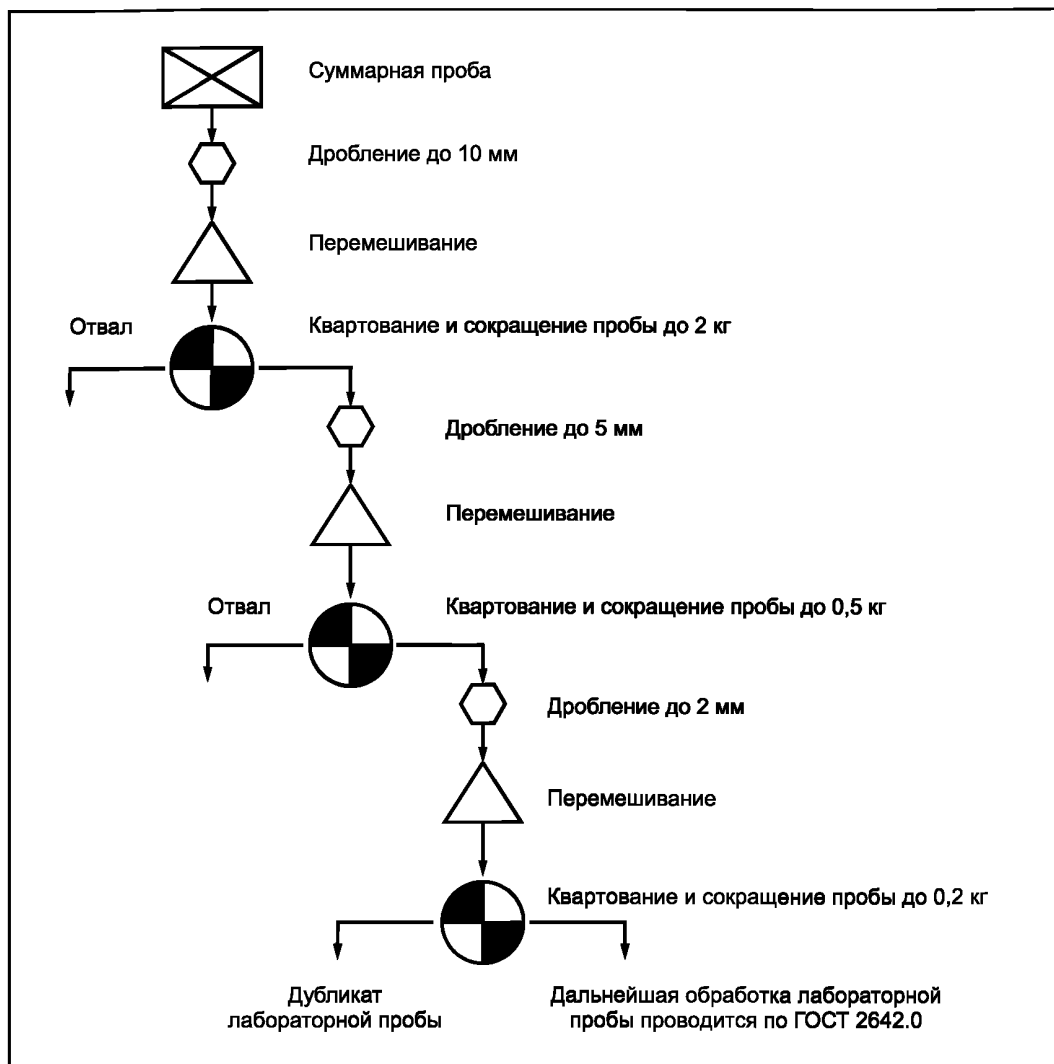 Суммарная проба
Дробление до 10 мм
Перемешивание
Отвал
Квартование и сокращение пробы до 2 кг
Дробление до 5 мм
Перемешивание
Отвал
Квартование и сокращение пробы до 0,5 кг
Дробление до 2 мм
Перемешивание
Квартование и сокращение пробы до 0,2 кг
Дубликат
лабораторной пробы
Дальнейшая обработка лабораторной
пробы проводится по ГОСТ 2642.0